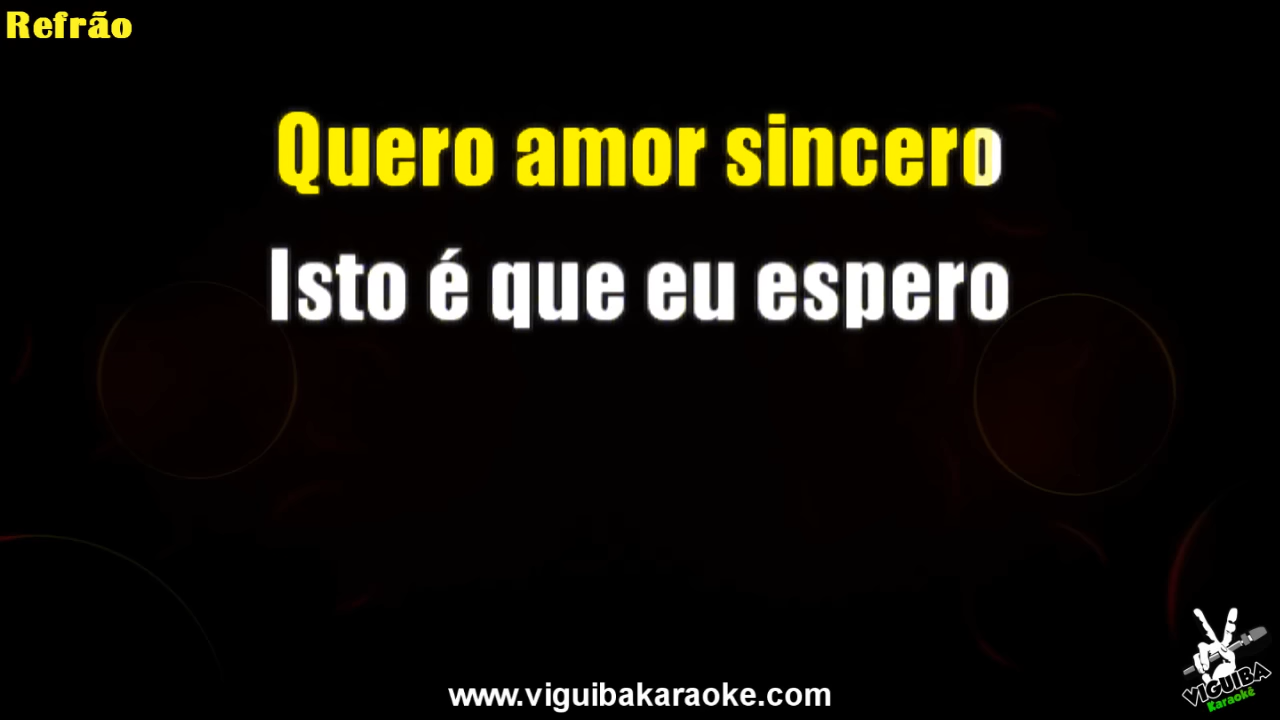 Refrão
Quero amor sincero
Isto é que eu espero
www.viguibakaraoke.com
VIGUIBA
Karaokê